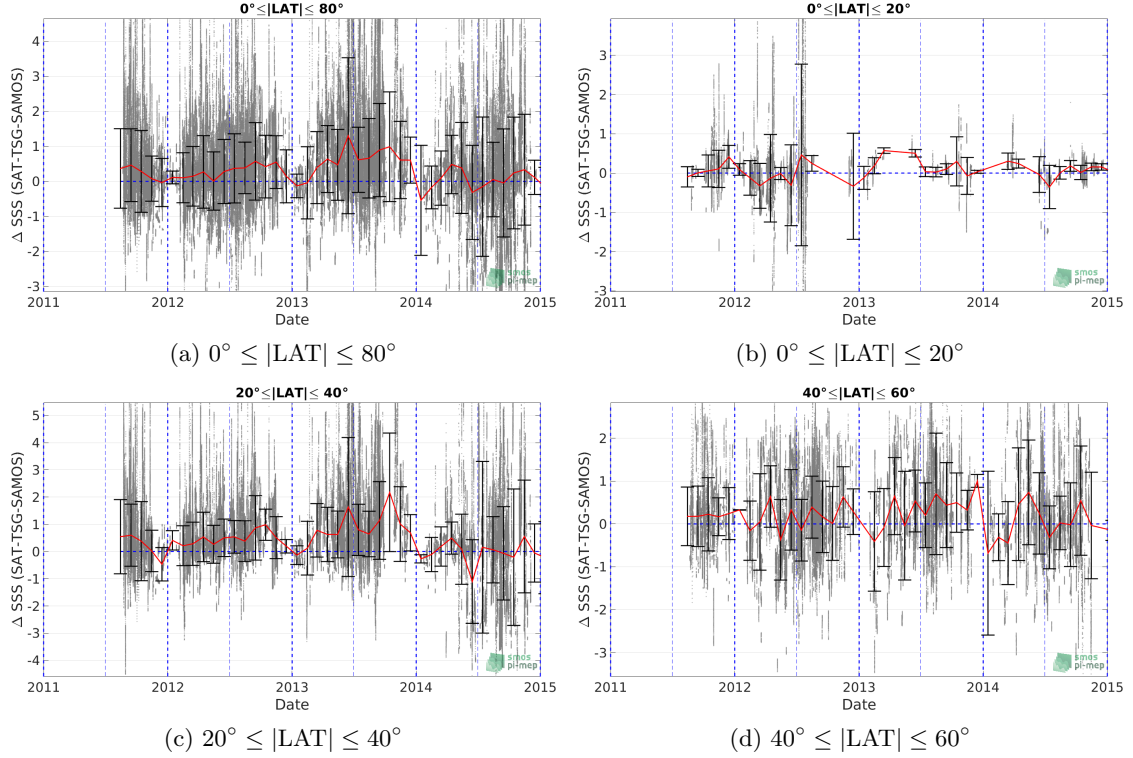 0°≤|LAT|≤ 80°
Δ SSS (SAT-TSG-SAMOS)
4
3
2
1
0
-1
-2
-3
2011 2012 2013 2014 2015
Date
smos
pi-mep
(a) 0° ≤ |LAT| ≤ 80°
0°≤|LAT|≤ 20°
Δ SSS (SAT-TSG-SAMOS)
3
2
1
0
-1
-2
-3
2011 2012 2013 2014 2015
Date
smos
pi-mep
(b) 0° ≤ |LAT| ≤ 20°
20°≤|LAT|≤ 40°
Δ SSS (SAT-TSG-SAMOS)
5
4
3
2
1
0
-1
-2
-3
-4
2011 2012 2013 2014 2015
Date
smos
pi-mep
(c) 20° ≤ |LAT| ≤ 40°
40°≤|LAT|≤ 60°
Δ SSS (SAT-TSG-SAMOS)
2
1
0
-1
-2
-3
2011 2012 2013 2014 2015
Date
smos
pi-mep
(d) 40° ≤ |LAT| ≤ 60°